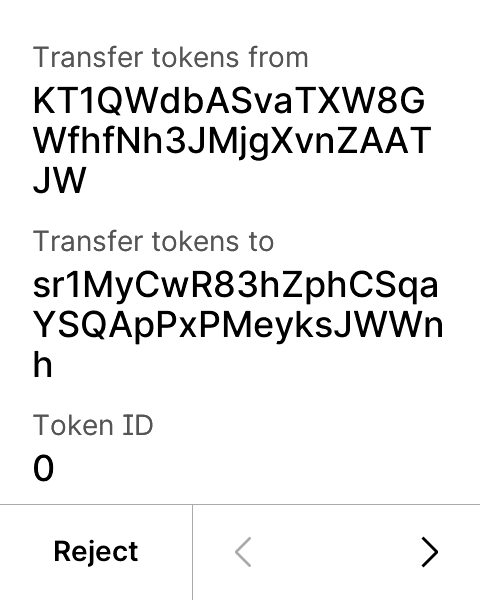 Transfer tokens from
KT1QWdbASvaTXW8G
WfhfNh3JMjgXvnZAAT
JW
Transfer tokens to
sr1MyCwR83hZphCSqa
YSQApPxPMeyksJWWn
h
Token ID
0
Reject